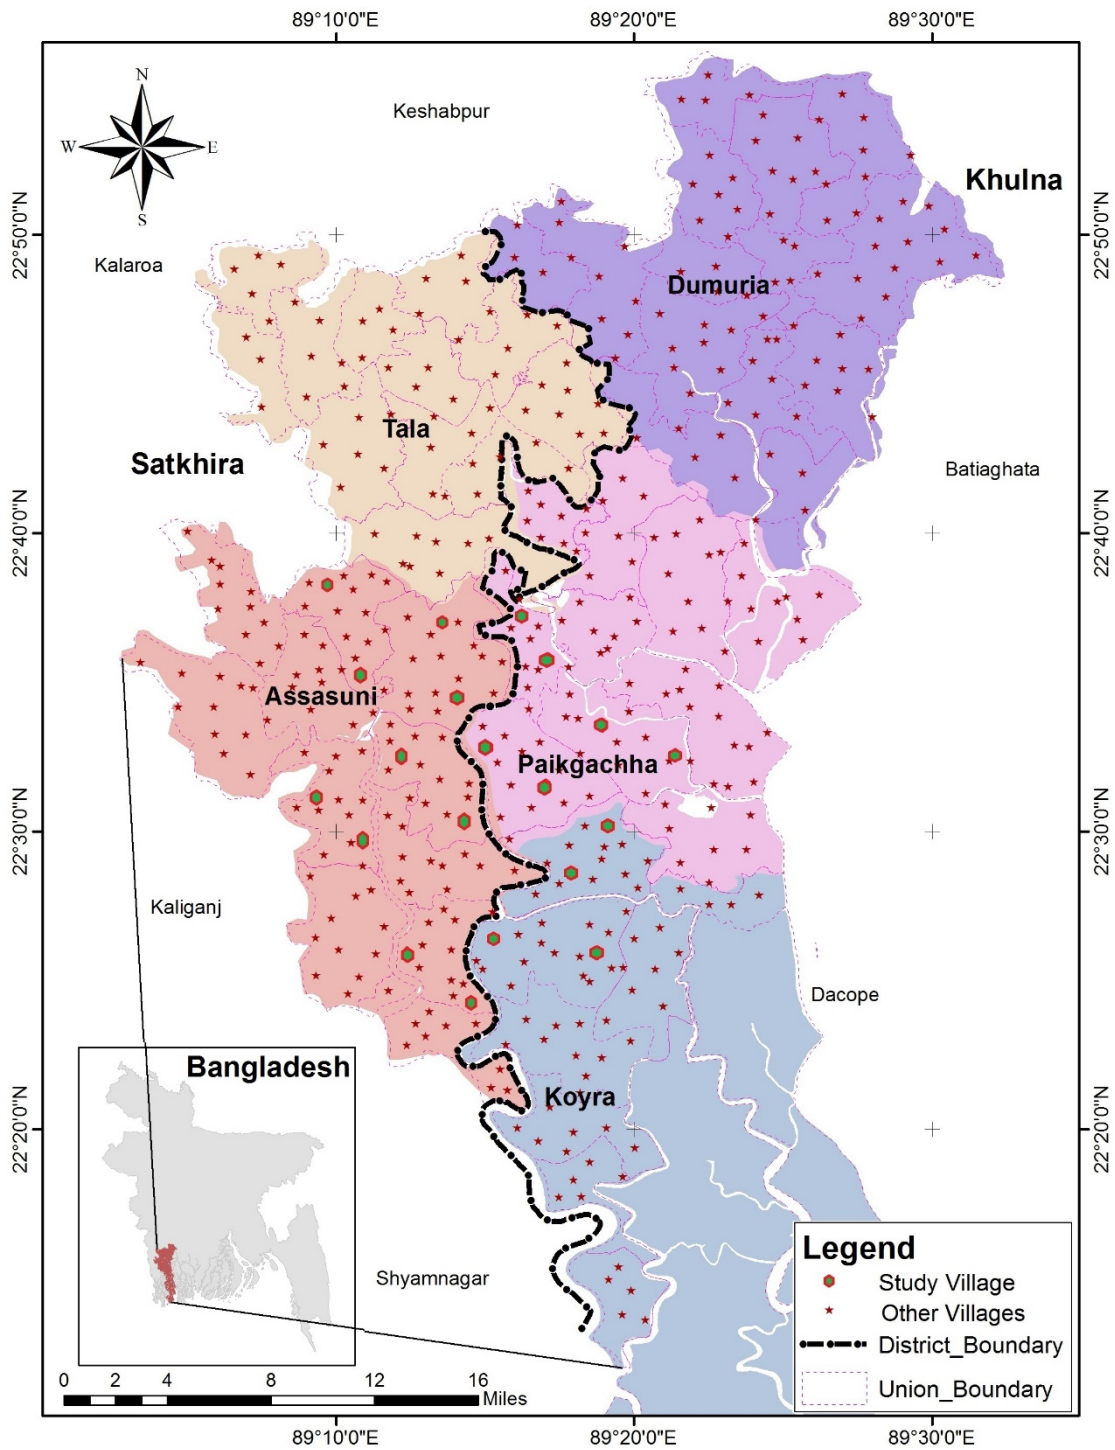 89°10'0"E
89°20'0"E
89°30'0"E
N
W
E
S
Keshabpur
Khulna
22°50'0"N
22°50'0"N
Kalaroa
Dumuria
Tala
Satkhira
Batiaghata
22°40'0"N
22°40'0"N
Assasuni
Paikgachha
22°30'0"N
22°30'0"N
Kaliganj
Dacope
Bangladesh
Koyra
22°20'0"N
22°20'0"N
Shyamnagar
Legend
Study Village
Other Villages
District_Boundary
Union_Boundary
0 2 4 8 12 16
Miles
89°10'0"E
89°20'0"E
89°30'0"E